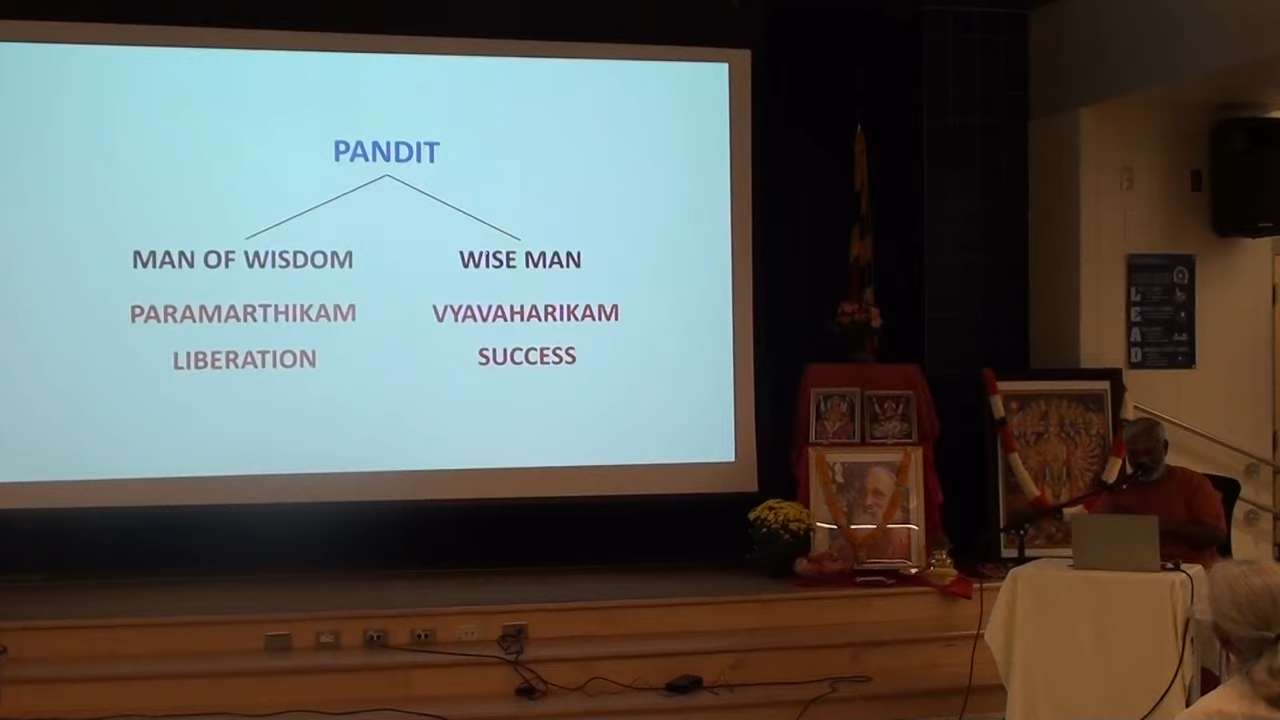 PANDIT
MAN OF WISDOM
WISE MAN
PARAMARTHIKAM
VYAVAHARIKAM
LIBERATION
SUCCESS
L
E
A
D